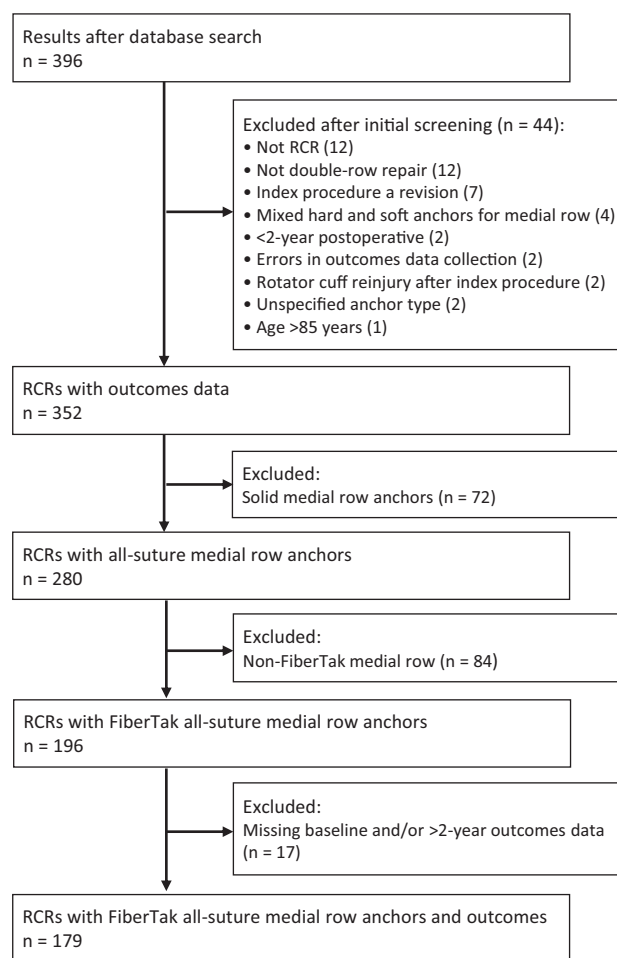 Results after database search
n = 396
Excluded after initial screening (n = 44):
• Not RCR (12)
• Not double-row repair (12)
• Index procedure a revision (7)
• Mixed hard and soft anchors for medial row (4)
• <2-year postoperative (2)
• Errors in outcomes data collection (2)
• Rotator cuff reinjury after index procedure (2)
• Unspecified anchor type (2)
• Age >85 years (1)
RCRs with outcomes data
n = 352
Excluded:
Solid medial row anchors (n = 72)
RCRs with all-suture medial row anchors
n = 280
Excluded:
Non-FiberTak medial row (n = 84)
RCRs with FiberTak all-suture medial row anchors
n = 196
Excluded:
Missing baseline and/or >2-year outcomes data
(n = 17)
RCRs with FiberTak all-suture medial row anchors and outcomes
n = 179